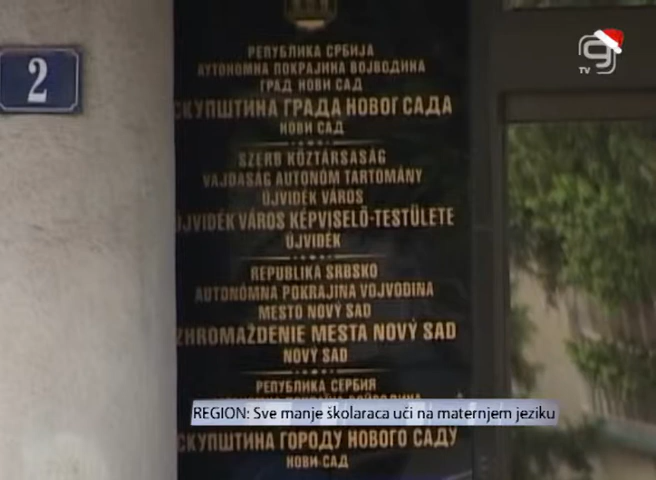 2
TV
РЕПУБЛИКА СРБИЈА
АУТОНОМНА ПОКРАЈИНА ВОЈВОДИНА
ГРАД НОВИ САД
СКУПШТИНА ГРАДА НОВОГ САДА
НОВИ САД
SZERB KÖZTÁRSASÁG
VAJDASÁG AUTONÓM TARTOMÁNY
ÚJVIDÉK VÁROS
ÚJVIDÉK VÁROS KÉPVISELŐ-TESTÜLETE
ÚJVIDÉK
REPUBLIKA SRBSKO
AUTONÓMNA POKRAJINA VOJVODINA
MESTO NOVÝ SAD
ZHROMAŽDENIE MESTA NOVÝ SAD
NOVÝ SAD
РЕПУБЛИКА СЕРБИЯ
REGION: Sve manje školaraca uči na maternjem jeziku
СКУПШТИНА ГОРОДУ НОВОГО САДУ
НОВИ САД